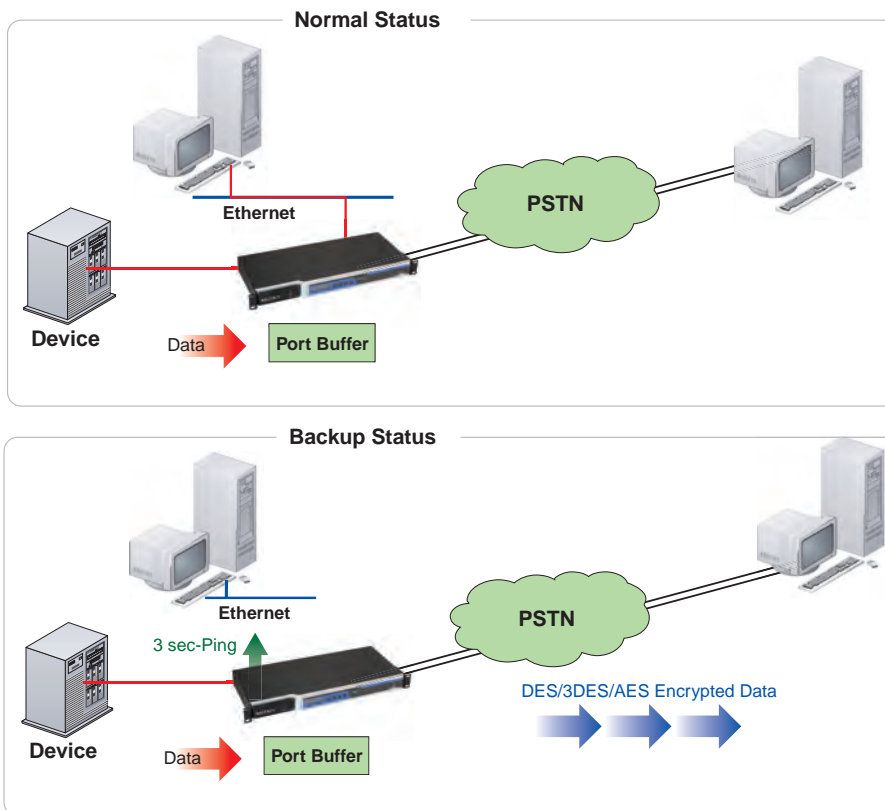 Normal Status
PSTN
Ethernet
Device
Data
Port Buffer
Backup Status
Ethernet
PSTN
3 sec-Ping
DES/3DES/AES Encrypted Data
Device
Data
Port Buffer